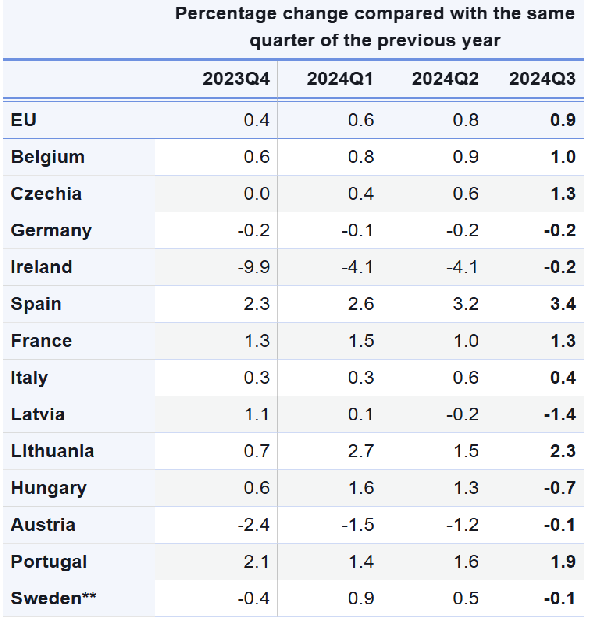 Percentage change compared with the same
quarter of the previous year
2023Q4 2024Q1 2024Q2 2024Q3
EU 0.4 0.6 0.8 0.9
Belgium 0.6 0.8 0.9 1.0
Czechia 0.0 0.4 0.6 1.3
Germany -0.2 -0.1 -0.2 -0.2
Ireland -9.9 -4.1 -4.1 -0.2
Spain 2.3 2.6 3.2 3.4
France 1.3 1.5 1.0 1.3
Italy 0.3 0.3 0.6 0.4
Latvia 1.1 0.1 -0.2 -1.4
Lithuania 0.7 2.7 1.5 2.3
Hungary 0.6 1.6 1.3 -0.7
Austria -2.4 -1.5 -1.2 -0.1
Portugal 2.1 1.4 1.6 1.9
Sweden** -0.4 0.9 0.5 -0.1